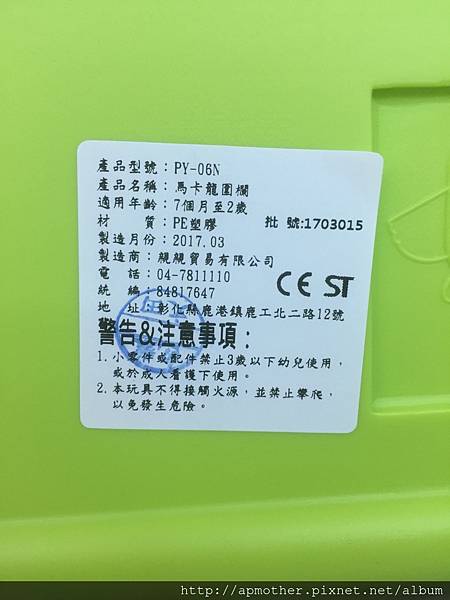 產品型號：PY-06N
產品名稱：馬卡龍圍欄
適用年齡：7個月至2歲
材　　質：PE塑膠 批 號:1703015
製造月份：2017.03
製造商：親親貿易有限公司
電　話：04-7811110
統　編：84817647 CE ST
地　址：彰化縣鹿港鎮鹿工北二路12號
警告&注意事項：
1.小零件或配件禁止3歲以下幼兒使用，
或於成人看護下使用。
2.本玩具不得接觸火源，並禁止攀爬，
以免發生危險。
http://apmother.pixnet.net/album